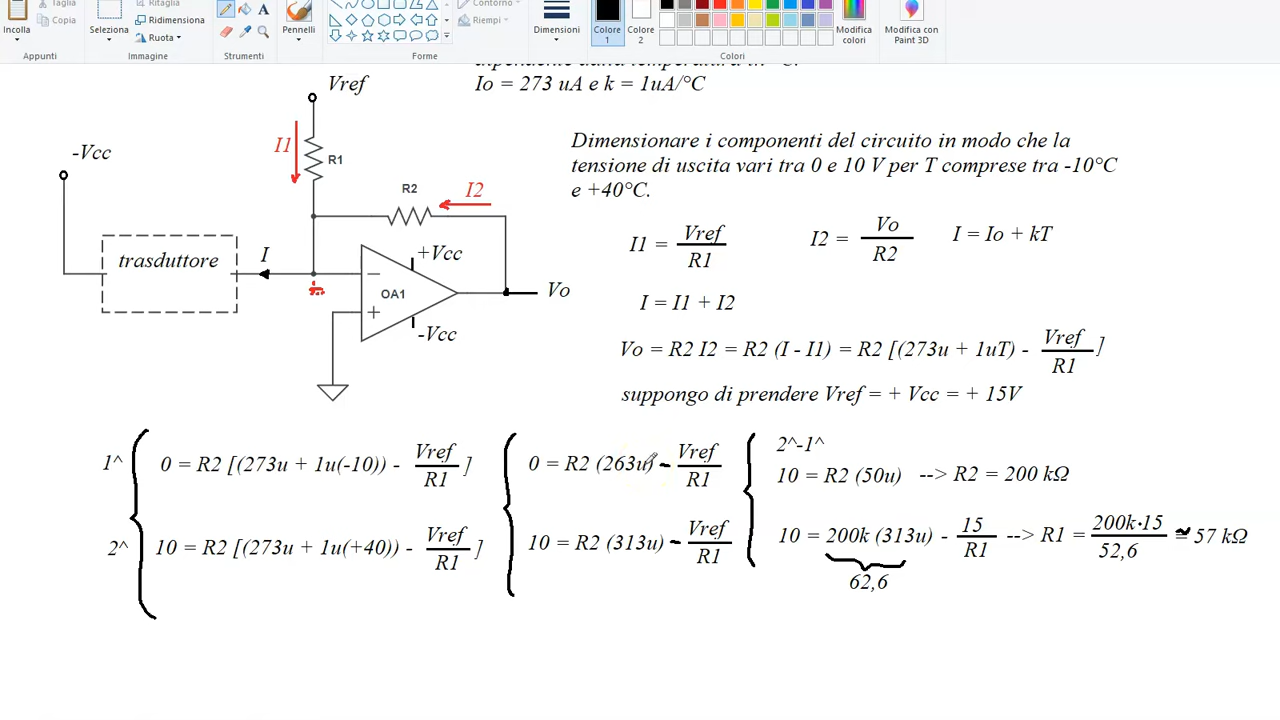 Taglia
Copia
Incolla
Appunti
Ritaglia
Ridimensiona
Ruota
Seleziona
Immagine
A
Strumenti
Pennelli
Contorno
Riempi
Forme
Dimensioni
Colore 1
Colore 2
Modifica colori
Modifica con Paint 3D
Colori
Io = 273 uA e k = 1uA/°C
Vref
-Vcc
I1
R1
R2
I2
trasduttore
I
+Vcc
OA1
-Vcc
Vo
Dimensionare i componenti del circuito in modo che la
tensione di uscita vari tra 0 e 10 V per T comprese tra -10°C
e +40°C.
I1 = Vref / R1
I2 = Vo / R2
I = Io + kT
I = I1 + I2
Vo = R2 I2 = R2 (I - I1) = R2 [(273u + 1uT) - Vref / R1 ]
suppongo di prendere Vref = + Vcc = + 15V
1^ 0 = R2 [(273u + 1u(-10)) - Vref / R1 ]
2^ 10 = R2 [(273u + 1u(+40)) - Vref / R1 ]
0 = R2 (263u) - Vref / R1
10 = R2 (313u) - Vref / R1
2^-1^
10 = R2 (50u) --> R2 = 200 kΩ
10 = 200k (313u) - 15 / R1 --> R1 = 200k·15 / 52,6 ≃ 57 kΩ
62,6